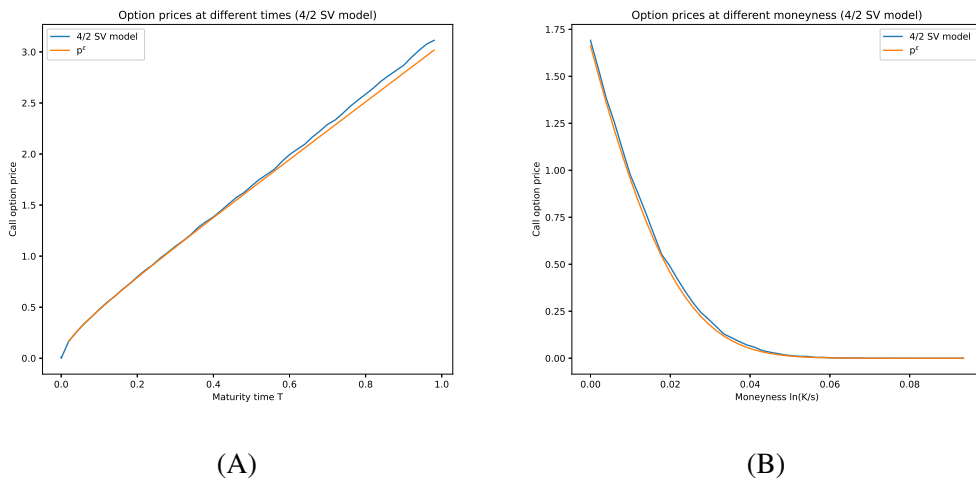 Option prices at different times (4/2 SV model)
4/2 SV model
p^ε
3.0
2.5
2.0
1.5
1.0
0.5
0.0
Call option price
0.0 0.2 0.4 0.6 0.8 1.0
Maturity time T
(A)
Option prices at different moneyness (4/2 SV model)
4/2 SV model
p^ε
1.75
1.50
1.25
1.00
0.75
0.50
0.25
0.00
Call option price
0.00 0.02 0.04 0.06 0.08
Moneyness ln(K/s)
(B)